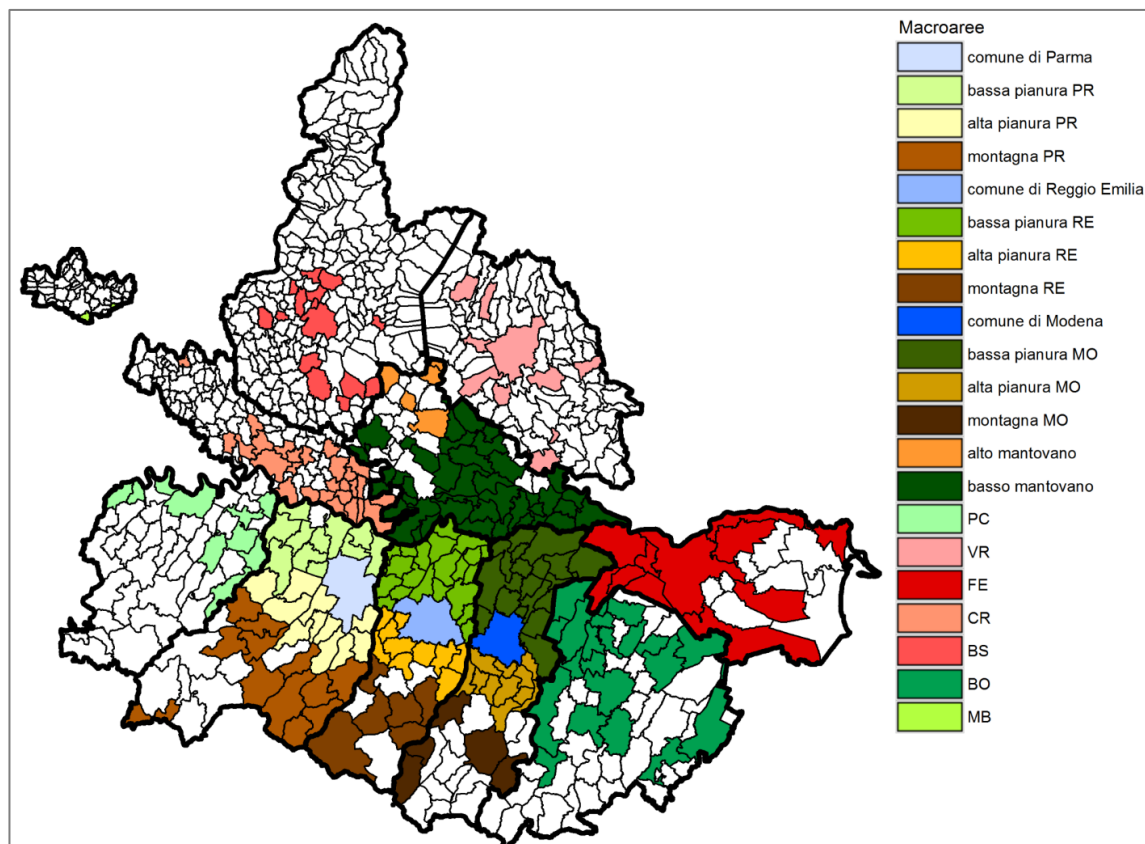 Macroaree
comune di Parma
bassa pianura PR
alta pianura PR
montagna PR
comune di Reggio Emilia
bassa pianura RE
alta pianura RE
montagna RE
comune di Modena
bassa pianura MO
alta pianura MO
montagna MO
alto mantovano
basso mantovano
PC
VR
FE
CR
BS
BO
MB